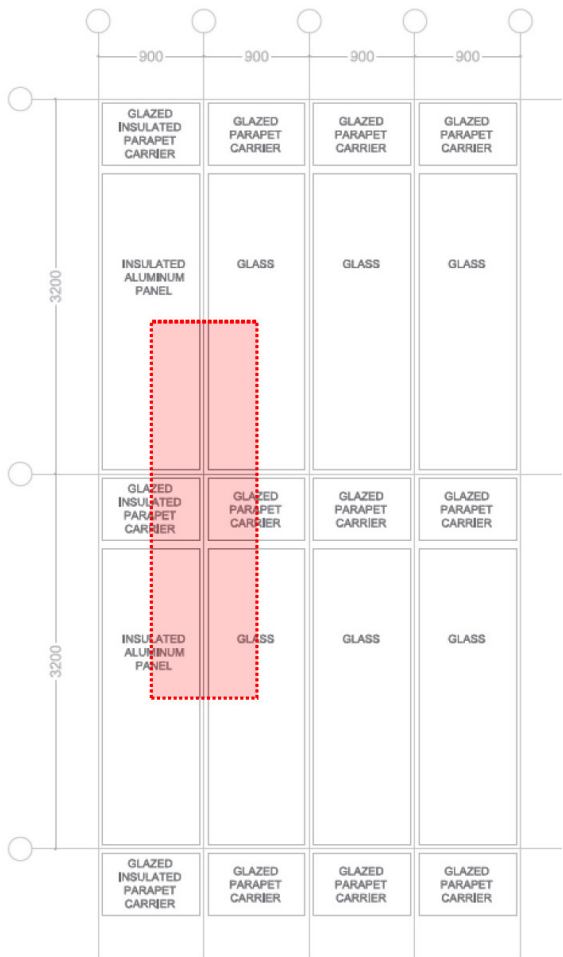 900 900 900 900
GLAZED
INSULATED
PARAPET
CARRIER
GLAZED
PARAPET
CARRIER
GLAZED
PARAPET
CARRIER
GLAZED
PARAPET
CARRIER
3200
INSULATED
ALUMINUM
PANEL
GLASS
GLASS
GLASS
GLAZED
INSULATED
PARAPET
CARRIER
GLAZED
PARAPET
CARRIER
GLAZED
PARAPET
CARRIER
GLAZED
PARAPET
CARRIER
3200
INSULATED
ALUMINUM
PANEL
GLASS
GLASS
GLASS
GLAZED
INSULATED
PARAPET
CARRIER
GLAZED
PARAPET
CARRIER
GLAZED
PARAPET
CARRIER
GLAZED
PARAPET
CARRIER